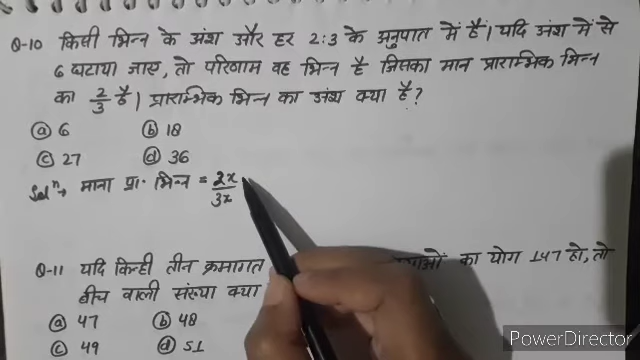 Q-10 किसी भिन्न के अंश और हर 2:3 के अनुपात में है। यदि अंश में से
6 घटाया जाए, तो परिणाम वह भिन्न है जिसका मान प्रारम्भिक भिन्न
का 2/3 है। प्रारम्भिक भिन्न का अंश क्या है?
ⓐ 6 ⓑ 18
ⓒ 27 ⓓ 36
Solⁿ→ माना प्रा. भिन्न = 2x/3x
Q-11 यदि किन्ही तीन क्रमागत का योग 147 हो, तो
बीच वाली संख्या क्या
ⓐ 47 ⓑ 48
ⓒ 49 ⓓ 51
PowerDirector